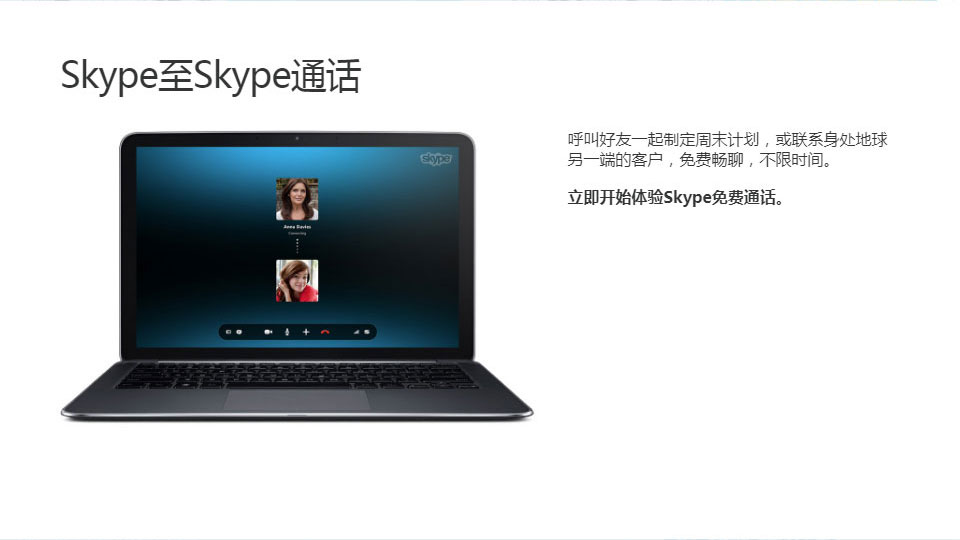 Skype至Skype通话
呼叫好友一起制定周末计划，或联系身处地球
另一端的客户，免费畅聊，不限时间。
立即开始体验Skype免费通话。
skype
Anna Davies
Connecting